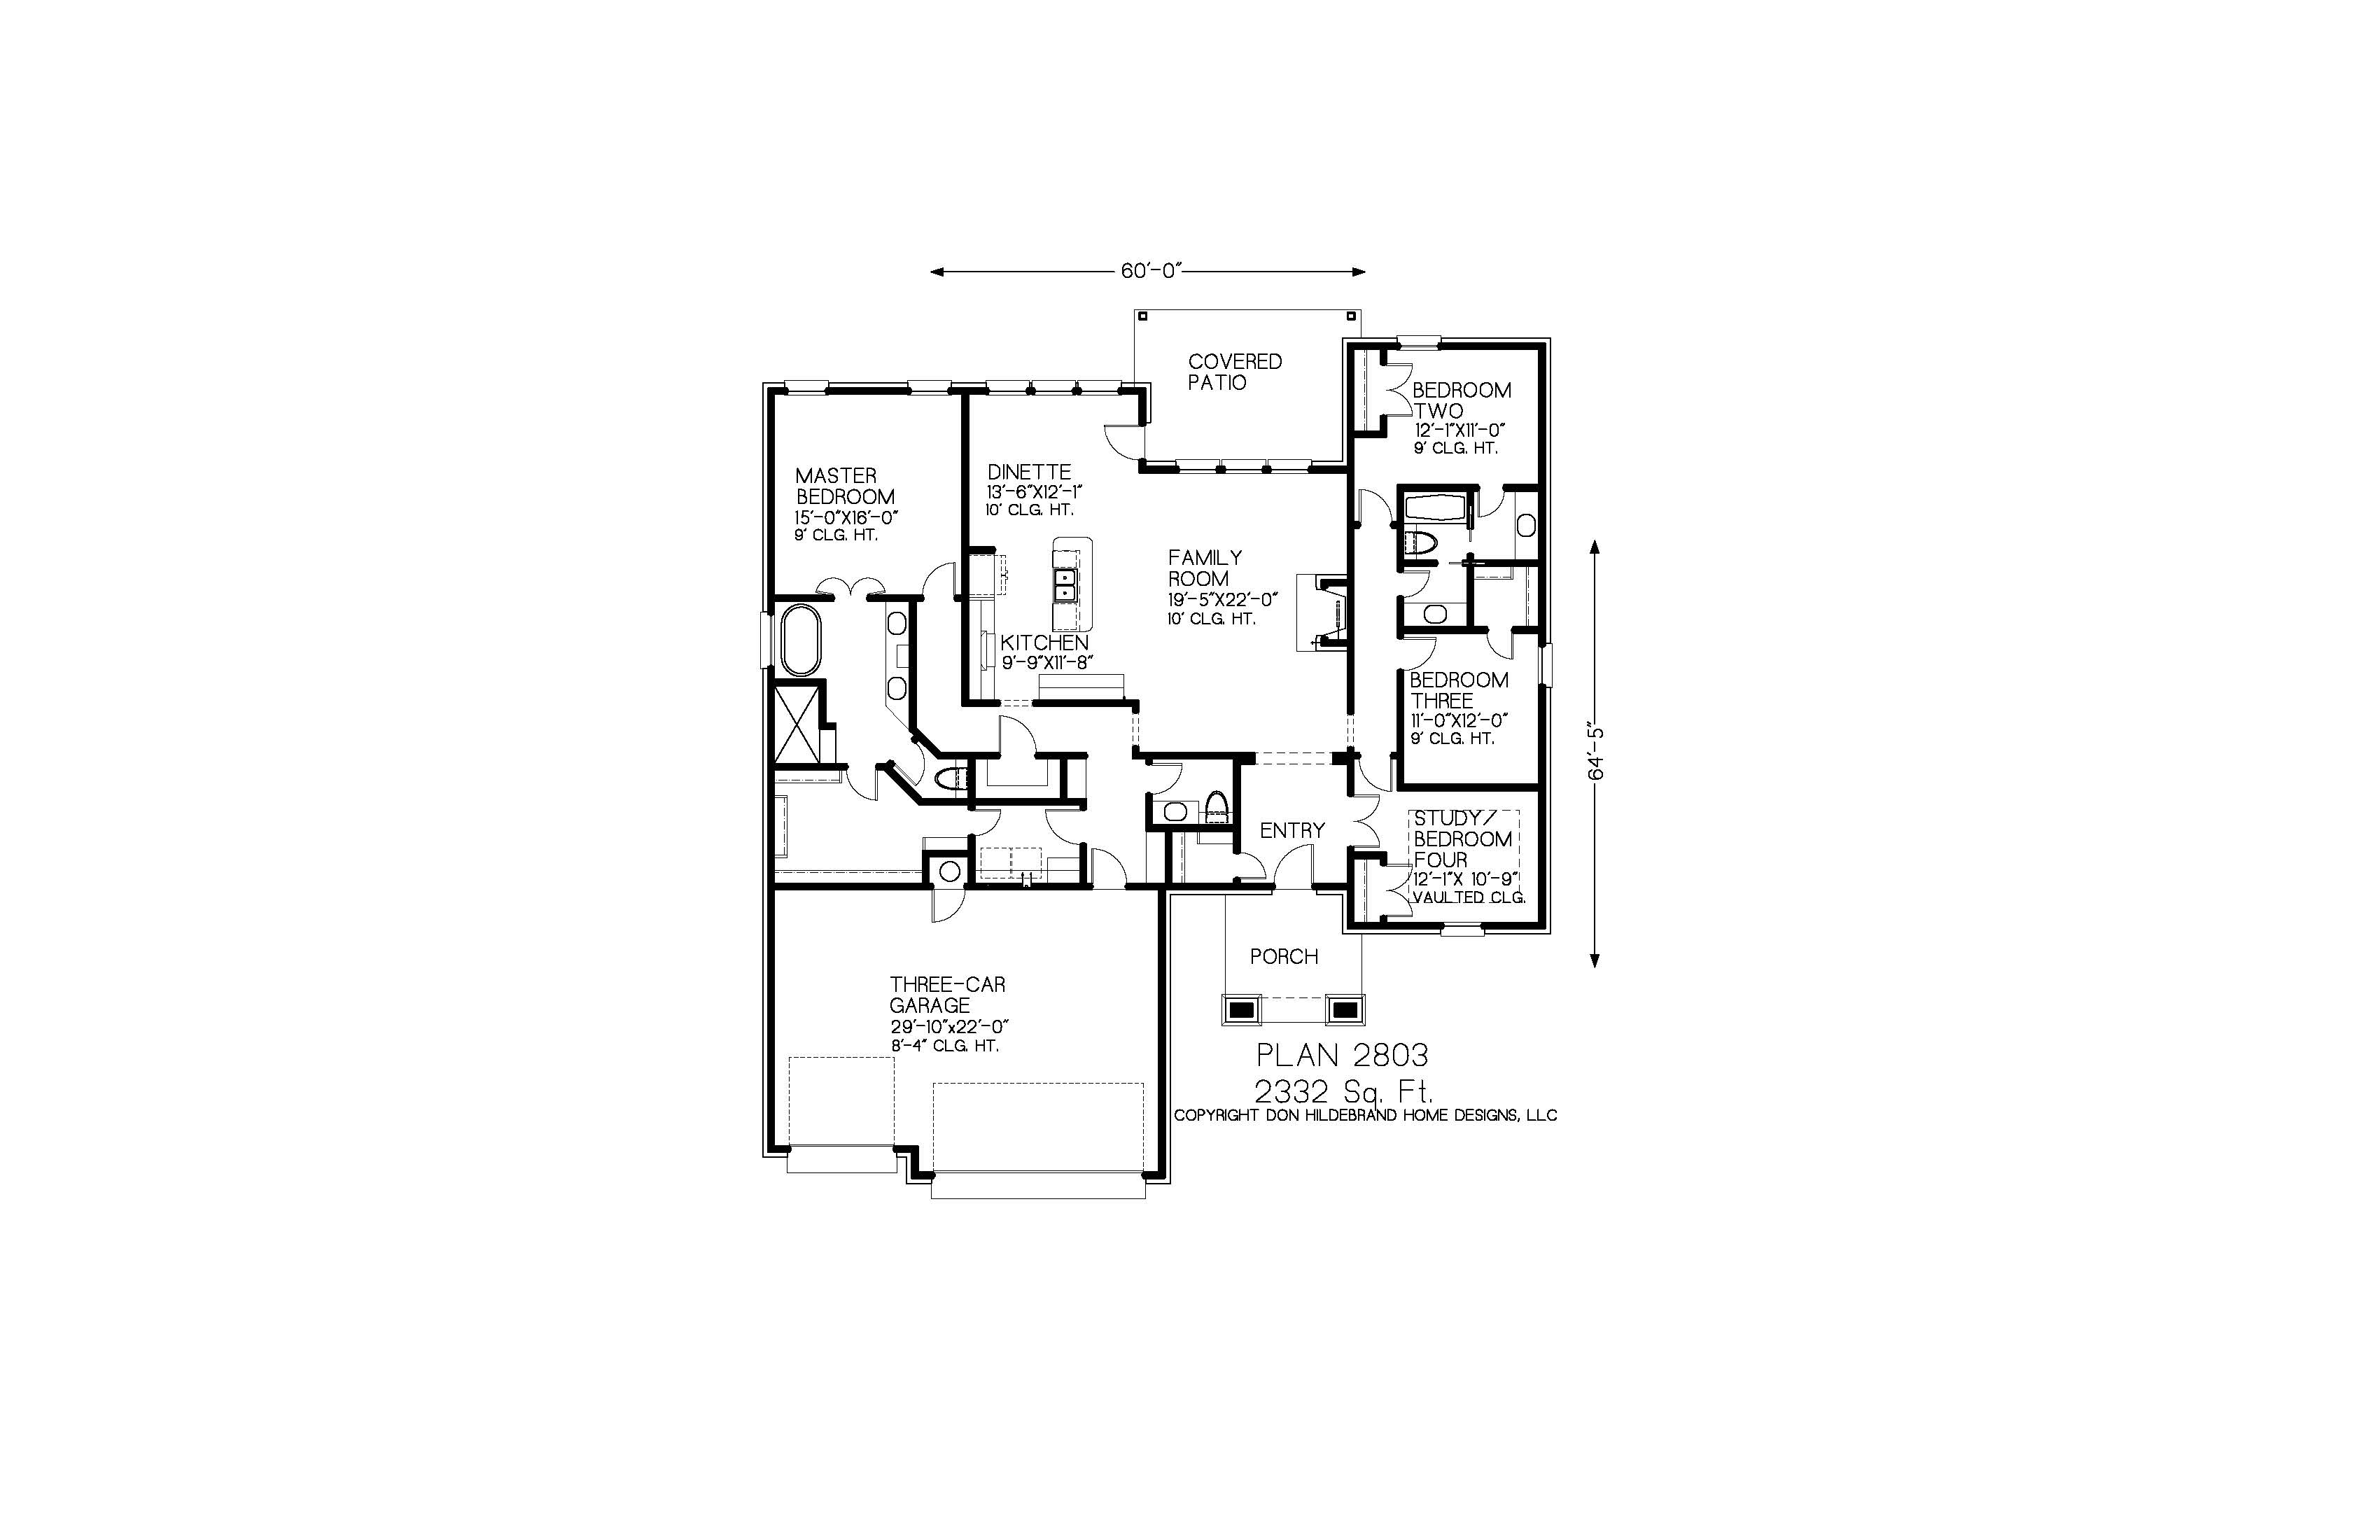 60'-0"
COVERED
PATIO
BEDROOM
TWO
12'-1"X11'-0"
9' CLG. HT.
MASTER
BEDROOM
15'-0"X16'-0"
9' CLG. HT.
DINETTE
13'-6"X12'-1"
10' CLG. HT.
FAMILY
ROOM
19'-5"X22'-0"
10' CLG. HT.
KITCHEN
9'-9"X11'-8"
BEDROOM
THREE
11'-0"X12'-0"
9' CLG. HT.
64'-5"
ENTRY
STUDY/
BEDROOM
FOUR
12'-1"X 10'-9"
VAULTED CLG.
PORCH
THREE-CAR
GARAGE
29'-10"x22'-0"
8'-4" CLG. HT.
PLAN 2803
2332 Sq. Ft.
COPYRIGHT DON HILDEBRAND HOME DESIGNS, LLC